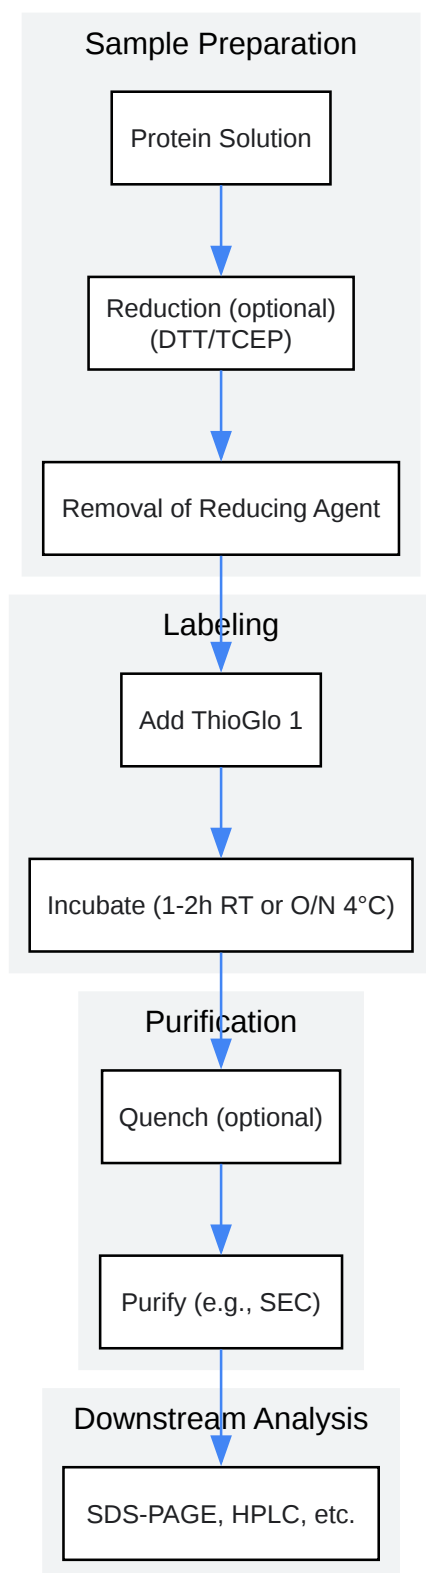 Sample Preparation
Protein Solution
Reduction (optional)
(DTT/TCEP)
Removal of Reducing Agent
Labeling
Add ThioGlo 1
Incubate (1-2h RT or O/N 4°C)
Purification
Quench (optional)
Purify (e.g., SEC)
Downstream Analysis
SDS-PAGE, HPLC, etc.